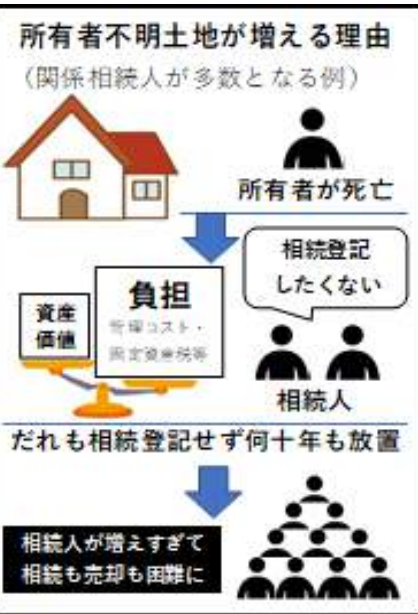 所有者不明土地が増える理由
（関係相続人が多数となる例）
所有者が死亡
相続登記
したくない
資産
価値
負担
管理コスト・
固定資産税等
相続人
だれも相続登記せず何十年も放置
相続人が増えすぎて
相続も売却も困難に